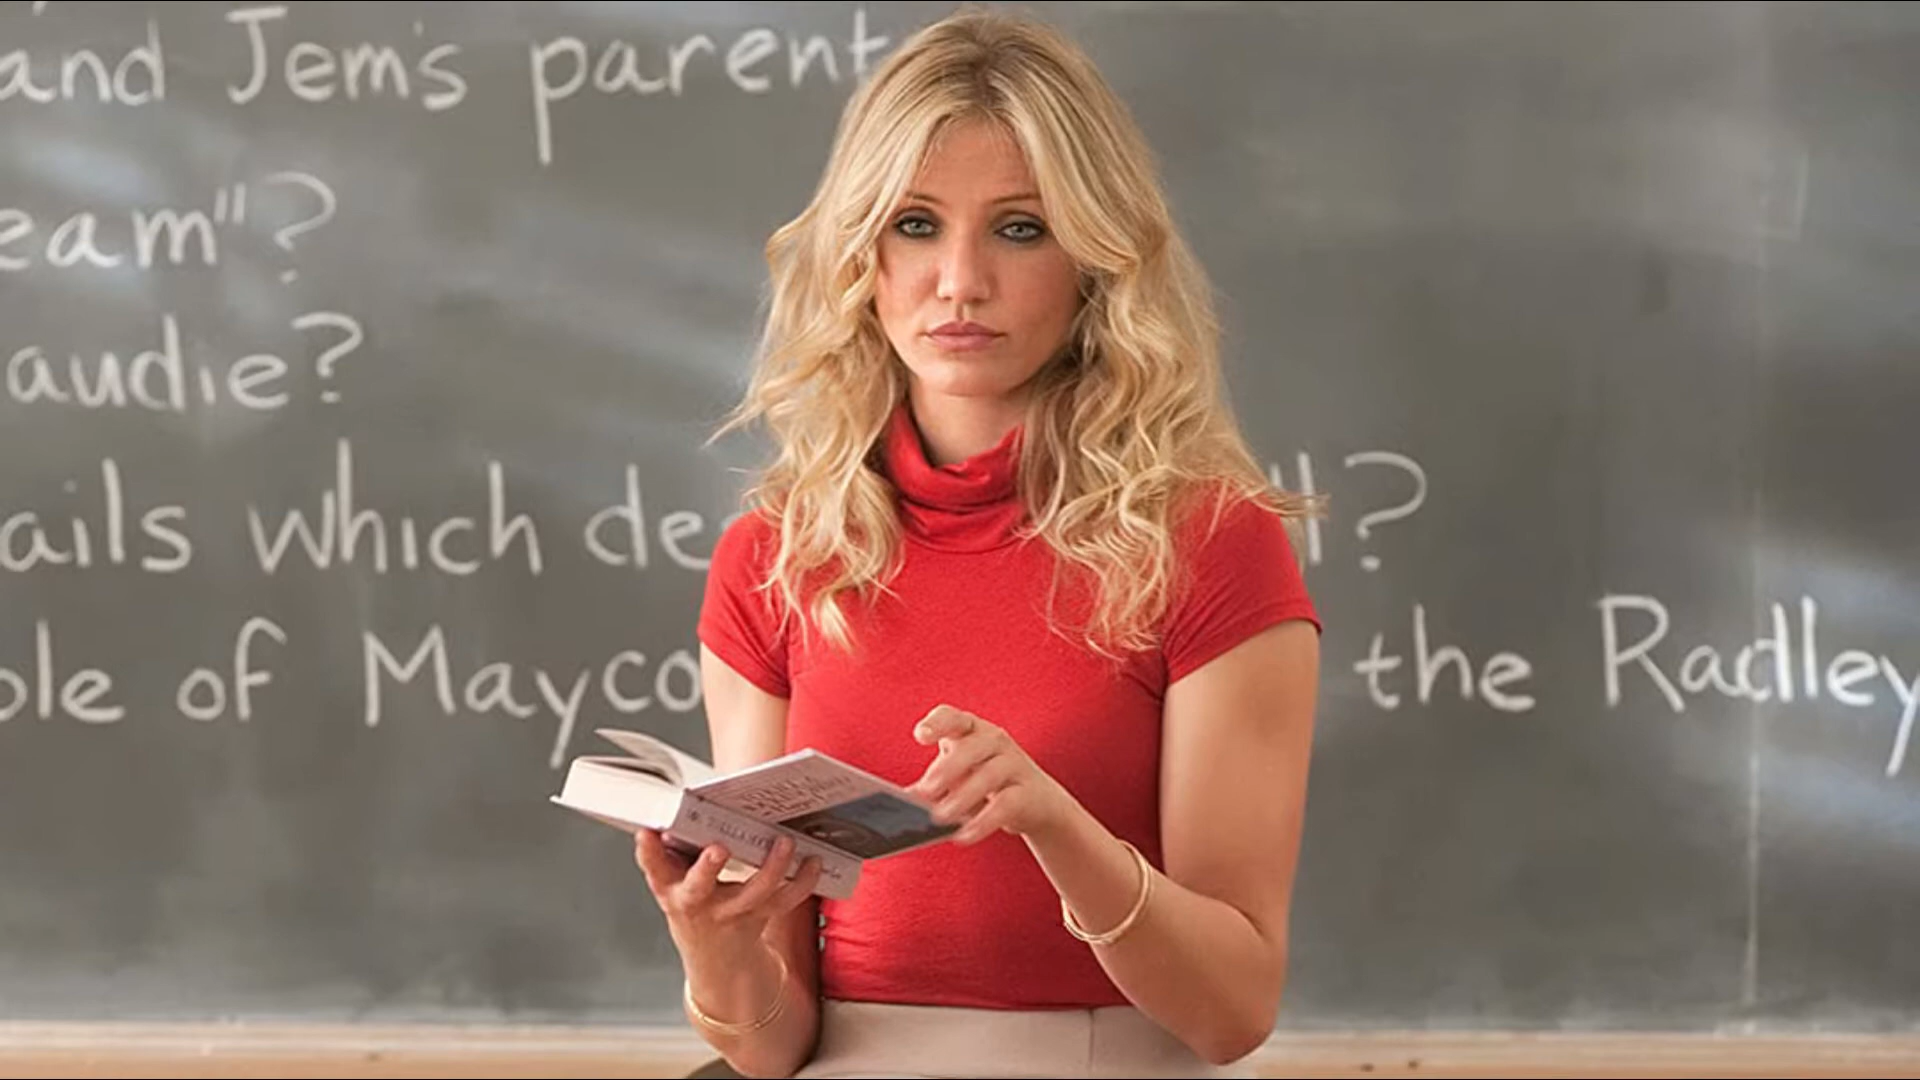 and Jem's parent
eam"?
audie?
ails which de
?
ole of Mayco
the Radley